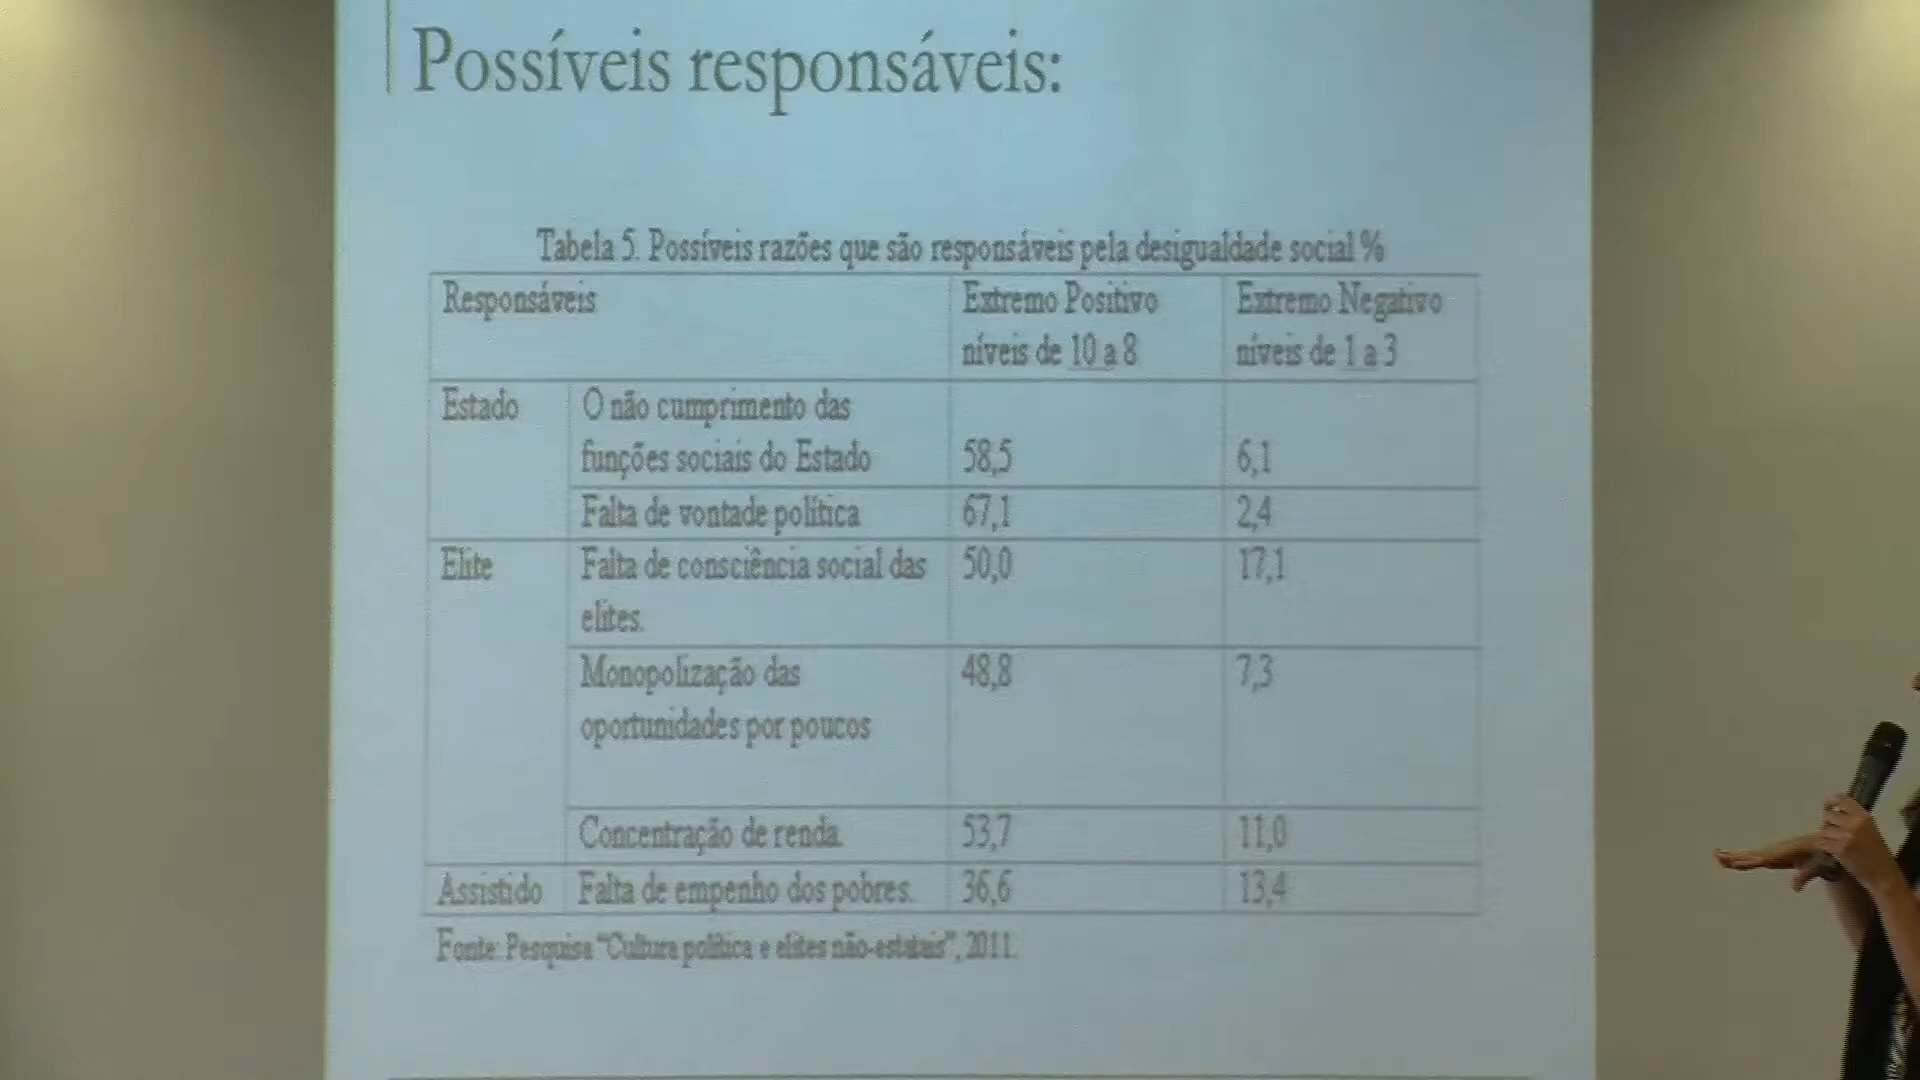 Possíveis responsáveis:
Tabela 5. Possíveis razões que são responsáveis pela desigualdade social %
Responsáveis
Extremo Positivo
níveis de 10 a 8
Extremo Negativo
níveis de 1 a 3
Estado
O não cumprimento das
funções sociais do Estado
58,5
6,1
Falta de vontade política
67,1
2,4
Elite
Falta de consciência social das
elites.
50,0
17,1
Monopolização das
oportunidades por poucos
48,8
7,3
Concentração de renda.
53,7
11,0
Assistido
Falta de empenho dos pobres.
36,6
13,4
Fonte: Pesquisa “Cultura política e elites não-estatais”, 2011.